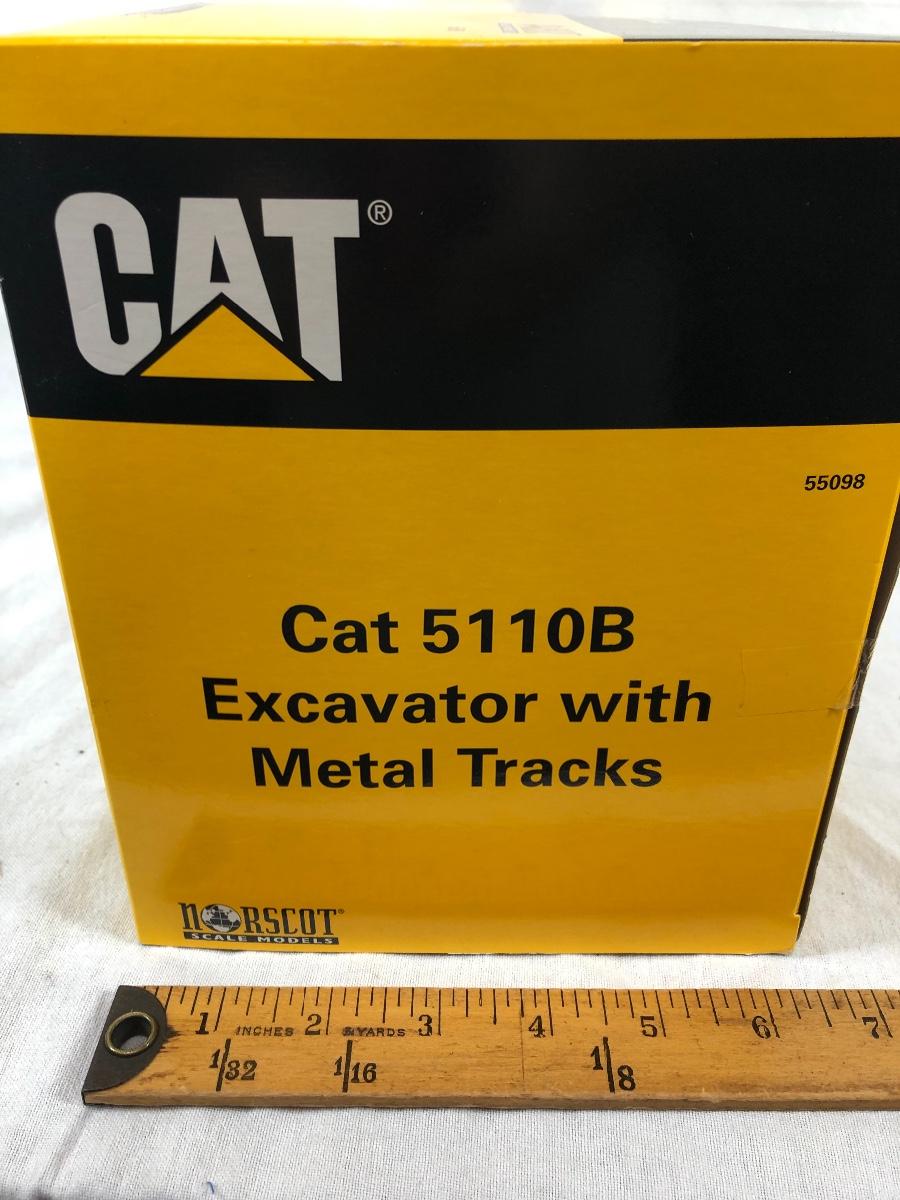 CAT®
55098
Cat 5110B
Excavator with
Metal Tracks
NORSCOT®
SCALE MODELS
1 INCHES 2 & YARDS 3 4 5 6 7
1/32 1/16 1/8